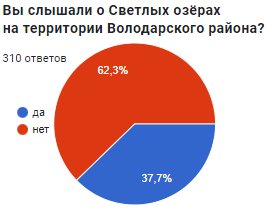 Вы слышали о Светлых озёрах
на территории Володарского района?
310 ответов
62,3%
да
нет
37,7%